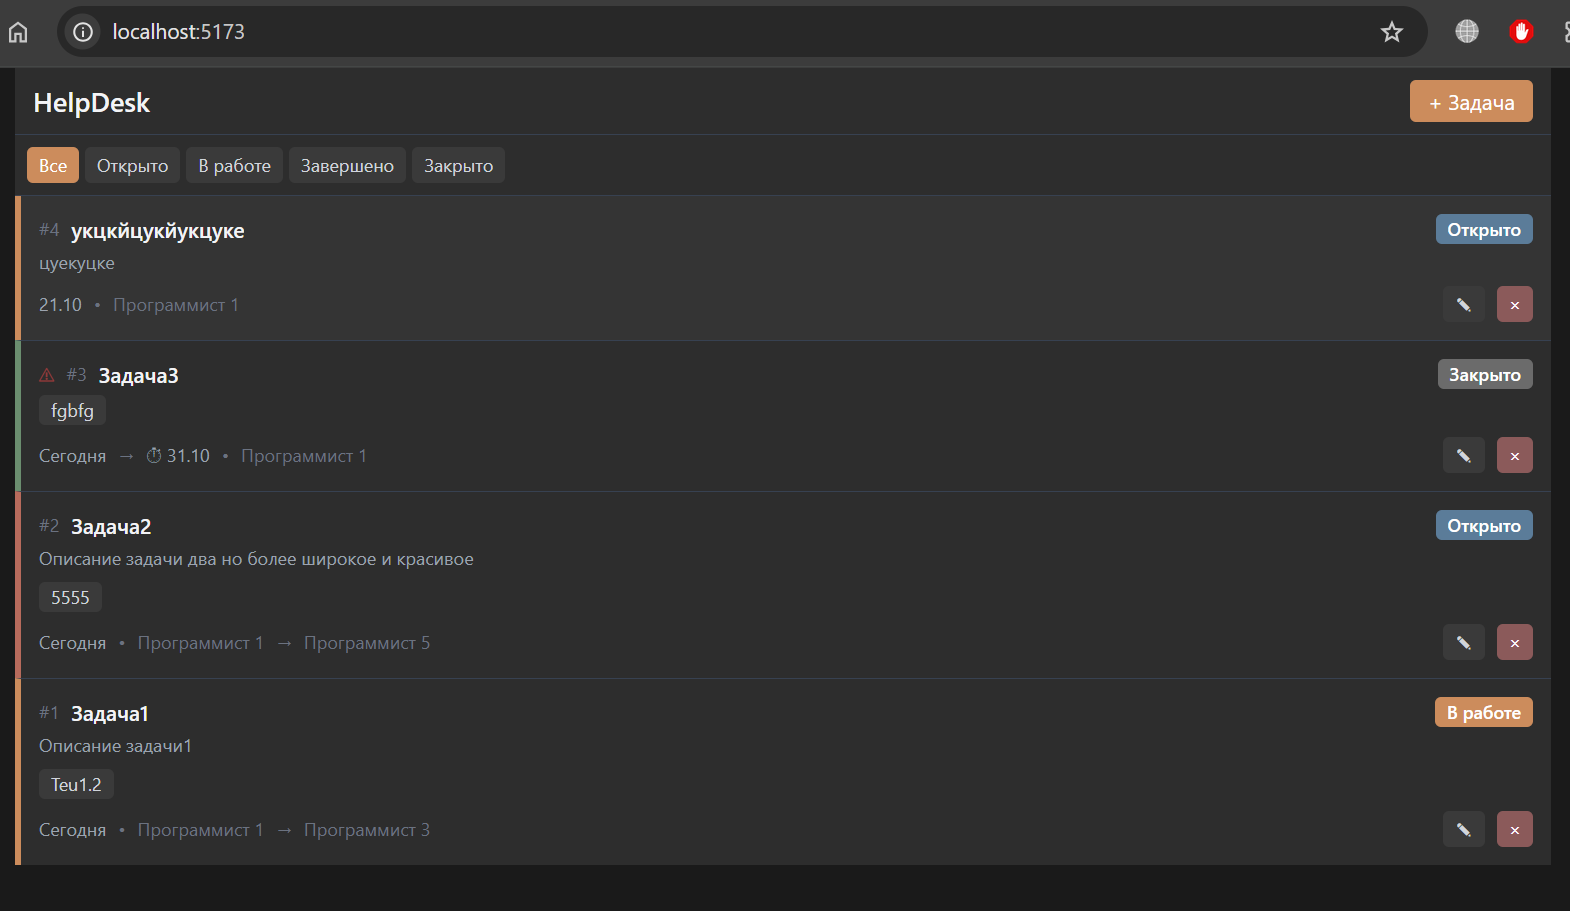 localhost:5173
HelpDesk
+ Задача
Все Открыто В работе Завершено Закрыто
#4 укцкйцукйукцуке Открыто
цуекуцке
21.10 • Программист 1 ×
⚠ #3 Задача3 Закрыто
fgbfg
Сегодня → ⏱ 31.10 • Программист 1 ×
#2 Задача2 Открыто
Описание задачи два но более широкое и красивое
5555
Сегодня • Программист 1 → Программист 5 ×
#1 Задача1 В работе
Описание задачи1
Teu1.2
Сегодня • Программист 1 → Программист 3 ×